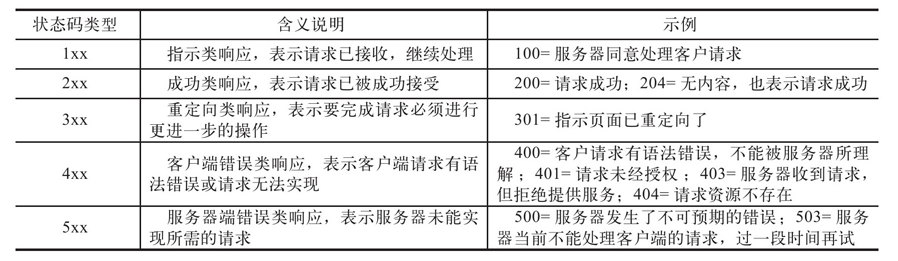 状态码类型 含义说明 示例
1xx 指示类响应，表示请求已接收，继续处理 100= 服务器同意处理客户请求
2xx 成功类响应，表示请求已被成功接受 200= 请求成功；204= 无内容，也表示请求成功
3xx 重定向类响应，表示要完成请求必须进行
更进一步的操作 301= 指示页面已重定向了
4xx 客户端错误类响应，表示客户端请求有语
法错误或请求无法实现 400= 客户请求有语法错误，不能被服务器所理
解；401= 请求未经授权；403= 服务器收到请求，
但拒绝提供服务；404= 请求资源不存在
5xx 服务器端错误类响应，表示服务器未能实
现所需的请求 500= 服务器发生了不可预期的错误；503= 服务
器当前不能处理客户端的请求，过一段时间再试